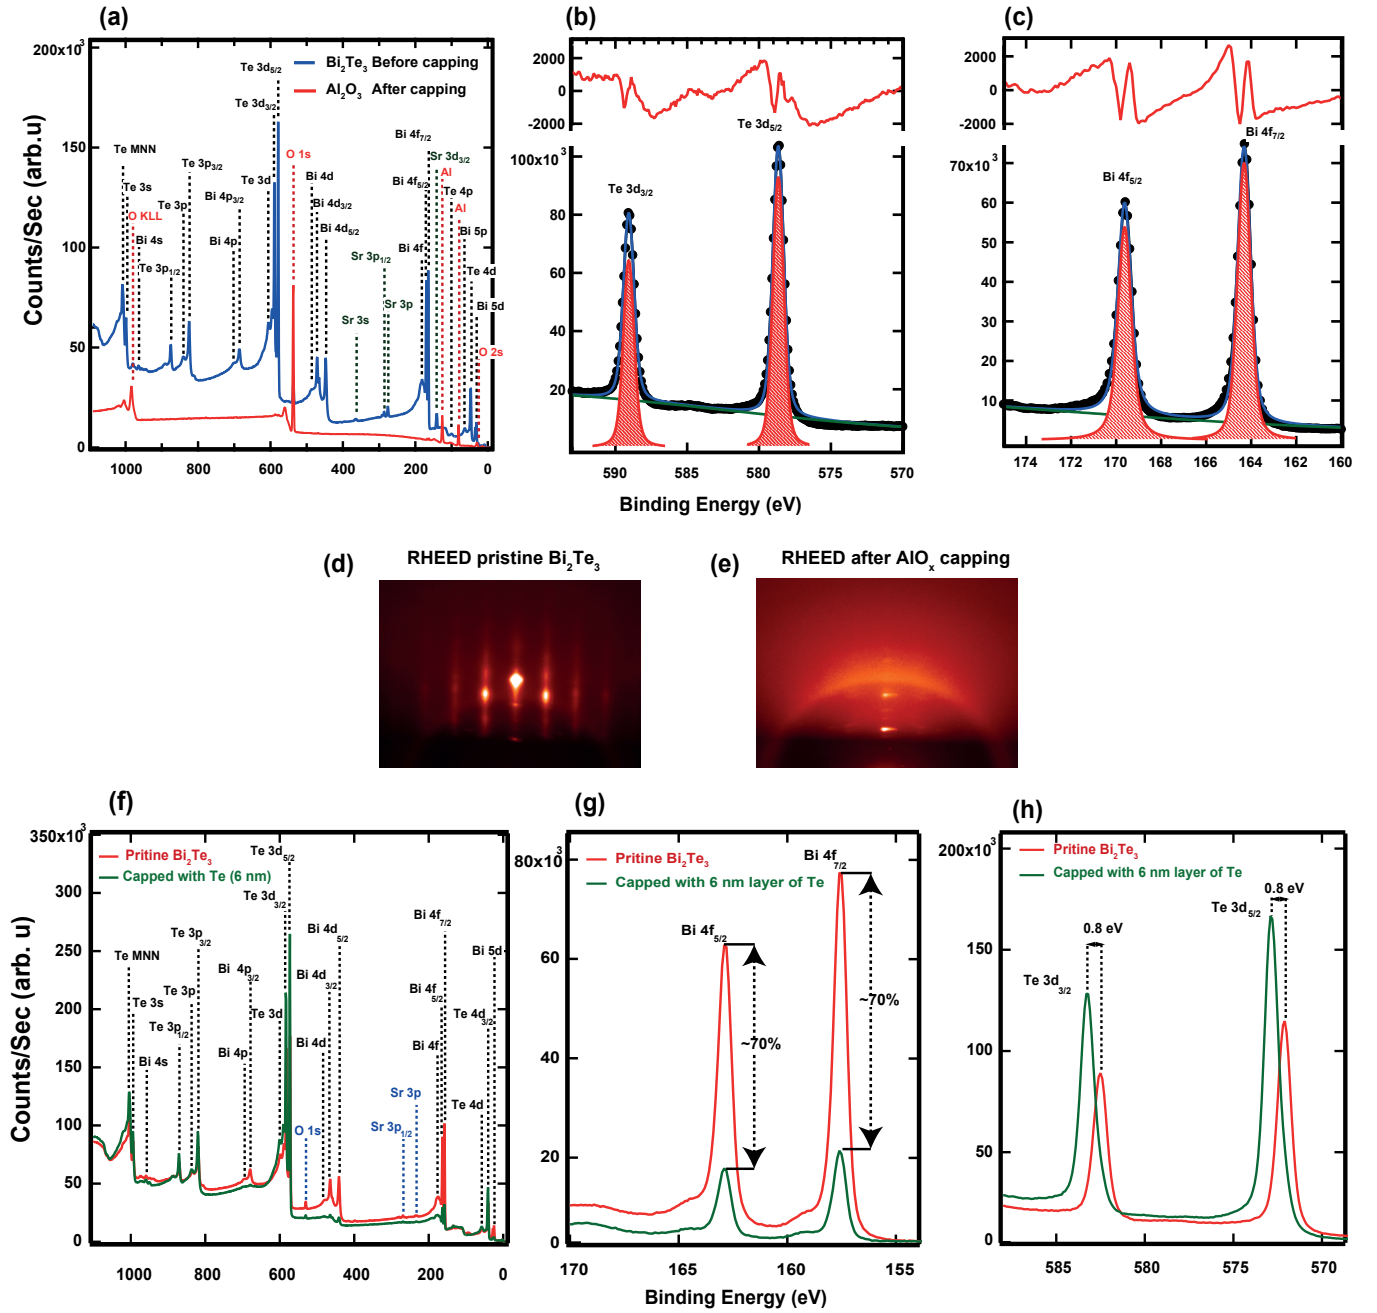 (a)
200x10³
150
100
50
0
1000
800
600
400
200
0
Counts/Sec (arb.u)
Bi₂Te₃ Before capping
Al₂O₃ After capping
Te 3d₅/₂
Te 3d₃/₂
Te MNN
Te 3s
O KLL
Bi 4s
Te 3p₁/₂
Te 3p
Te 3p₃/₂
Bi 4p₃/₂
Bi 4p
Te 3d
O 1s
Bi 4d
Bi 4d₃/₂
Bi 4d₅/₂
Sr 3s
Sr 3p₁/₂
Sr 3p
Bi 4f₇/₂
Bi 4f₅/₂
Bi 4f
Sr 3d₃/₂
Al
Te 4p
Al
Bi 5p
Te 4d
Bi 5d
O 2s
(b)
2000
0
-2000
Te 3d₅/₂
100x10³
Te 3d₃/₂
80
60
40
20
590
585
580
575
570
Binding Energy (eV)
(c)
2000
0
-2000
Bi 4f₇/₂
70x10³
Bi 4f₅/₂
60
50
40
30
20
10
174
172
170
168
166
164
162
160
(d)
RHEED pristine Bi₂Te₃
(e)
RHEED after AlOₓ capping
(f)
350x10³
300
250
200
150
100
50
0
1000
800
600
400
200
0
Counts/Sec (arb. u)
Pritine Bi₂Te₃
Capped with Te (6 nm)
Te 3d₅/₂
Te 3d₃/₂
Te MNN
Te 3s
Te 3p₁/₂
Bi 4s
Te 3p
Te 3p₃/₂
Bi 4p₃/₂
Bi 4p
Te 3d
O 1s
Bi 4d
Bi 4d₃/₂
Bi 4d₅/₂
Sr 3p₁/₂
Sr 3p
Bi 4f₇/₂
Bi 4f₅/₂
Bi 4f
Te 4d
Te 4d₃/₂
Bi 5d
(g)
80x10³
60
40
20
0
170
165
160
155
Pritine Bi₂Te₃
Capped with 6 nm layer of Te
Bi 4f₇/₂
Bi 4f₅/₂
~70%
~70%
Binding Energy (eV)
(h)
200x10³
150
100
50
0
585
580
575
570
Pritine Bi₂Te₃
Capped with 6 nm layer of Te
0.8 eV
Te 3d₅/₂
0.8 eV
Te 3d₃/₂